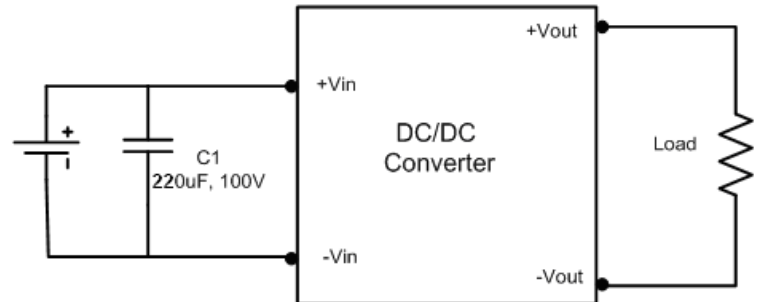 +Vout
+Vin
DC/DC
Converter
Load
+
-
C1
220uF, 100V
-Vin
-Vout